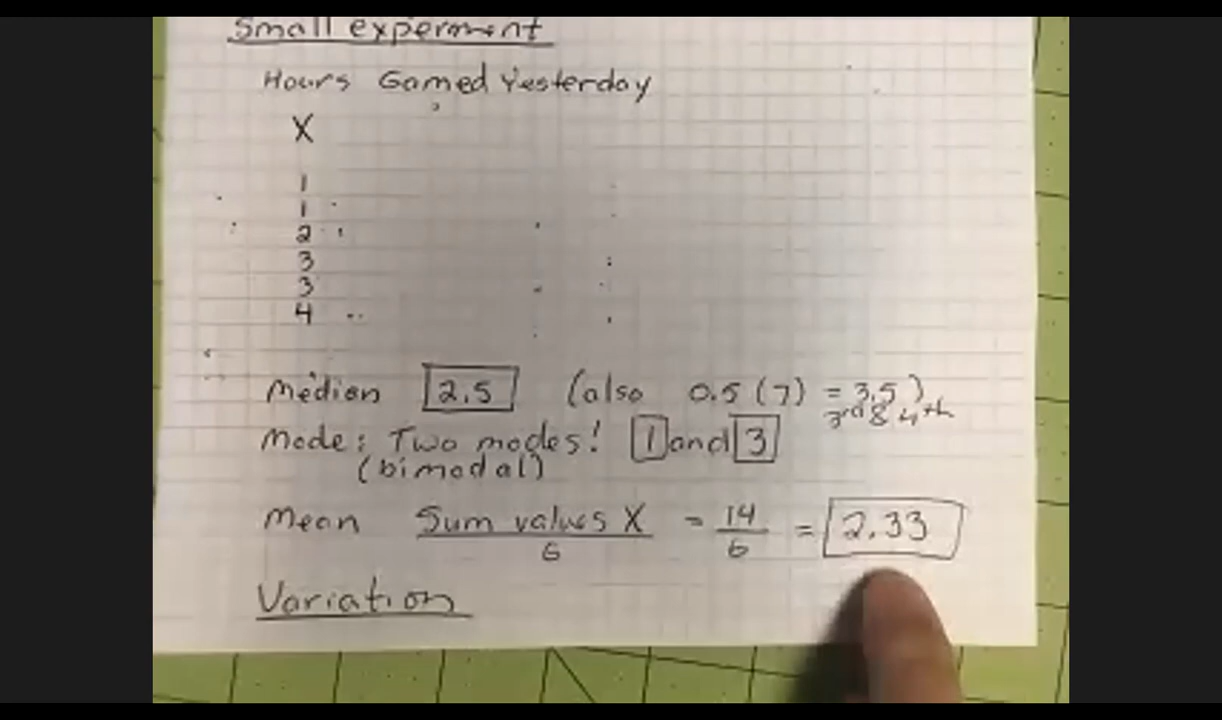 Small experment
Hours Gamed Yesterday
X
1
1
2
3
3
4
Median 2.5 (also 0.5(7) = 3.5)
3rd & 4th
Mode: Two modes! 1 and 3
(bimodal)
Mean Sum values X / 6 = 14 / 6 = 2.33
Variation